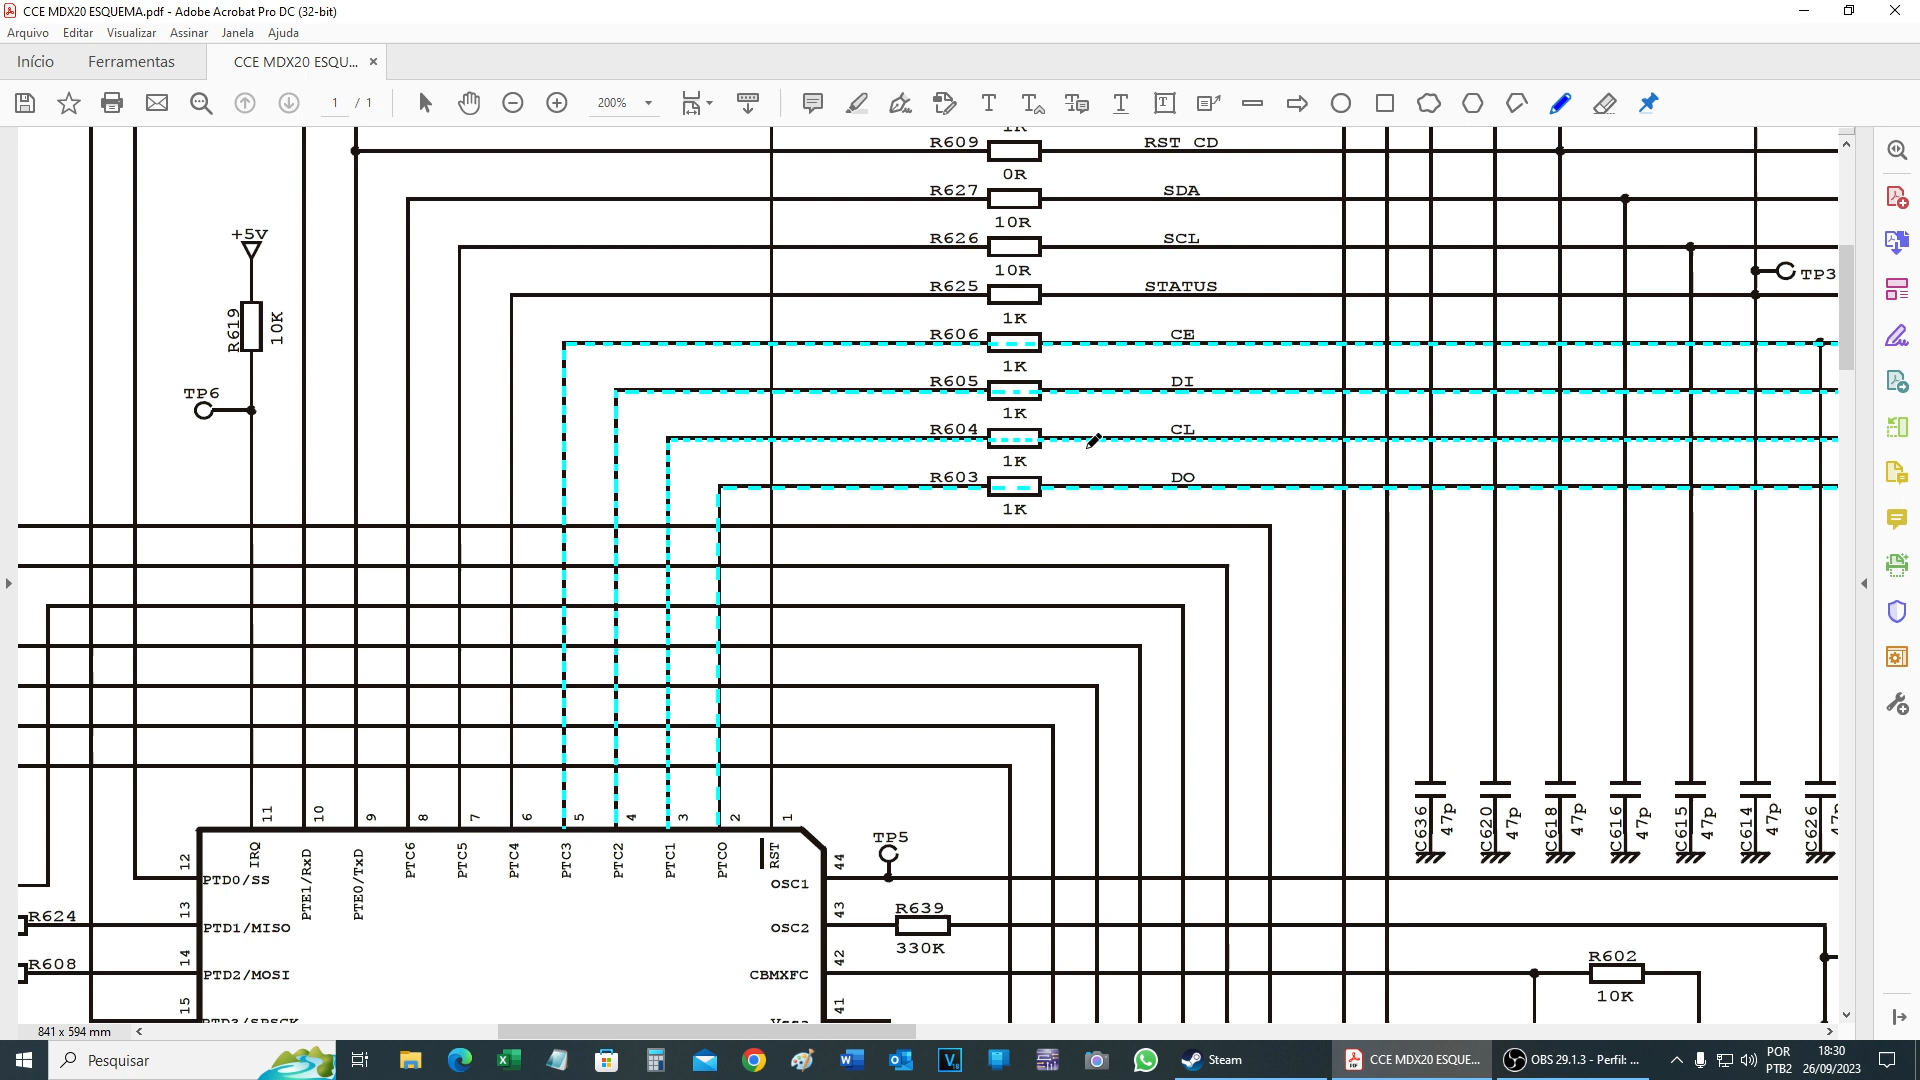 CCE MDX20 ESQUEMA.pdf - Adobe Acrobat Pro DC (32-bit)
Arquivo Editar Visualizar Assinar Janela Ajuda
Início Ferramentas CCE MDX20 ESQU... ×
1 / 1 200%
1K
R609 RST CD
0R
R627 SDA
10R
R626 SCL
10R
R625 STATUS
1K
R606 CE
1K
R605 DI
1K
R604 CL
1K
R603 DO
1K
+5V
R619 10K
TP6
TP3
11 10 9 8 7 6 5 4 3 2 1
IRQ PTE1/RxD PTE0/TxD PTC6 PTC5 PTC4 PTC3 PTC2 PTC1 PTC0 RST
12 PTD0/SS
13 PTD1/MISO
14 PTD2/MOSI
15 PTD3/SPSCK
R624
R608
TP5
OSC1 44
OSC2 43
CBMXFC 42
41
R639
330K
R602
10K
C636 47p
C620 47p
C618 47p
C616 47p
C615 47p
C614 47p
C626 47p
841 x 594 mm
Pesquisar
Steam
CCE MDX20 ESQUE...
OBS 29.1.3 - Perfil: ...
POR
PTB2
18:30
26/09/2023